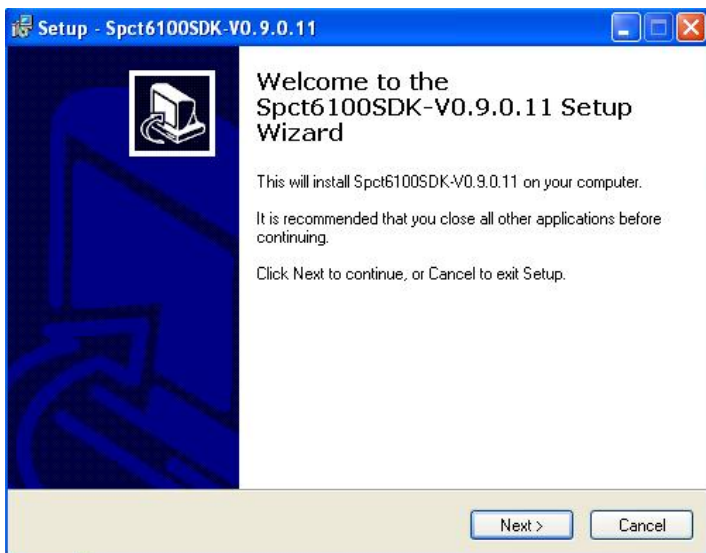 Setup - Spct6100SDK-V0.9.0.11
Welcome to the
Spct6100SDK-V0.9.0.11 Setup
Wizard
This will install Spct6100SDK-V0.9.0.11 on your computer.
It is recommended that you close all other applications before
continuing.
Click Next to continue, or Cancel to exit Setup.
Next >
Cancel